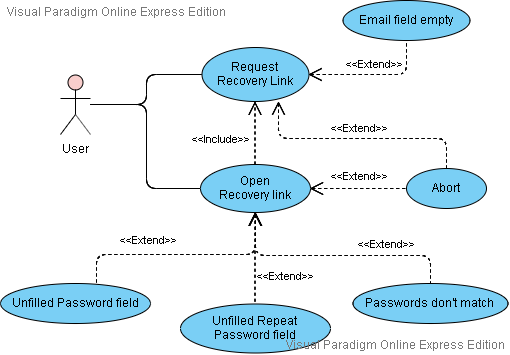 Visual Paradigm Online Express Edition
Email field empty
Request
Recovery Link
<<Extend>>
User
<<Include>>
<<Extend>>
Open
Recovery link
<<Extend>>
Abort
<<Extend>>
<<Extend>>
<<Extend>>
Unfilled Password field
Unfilled Repeat
Password field
Passwords don't match
Visual Paradigm Online Express Edition